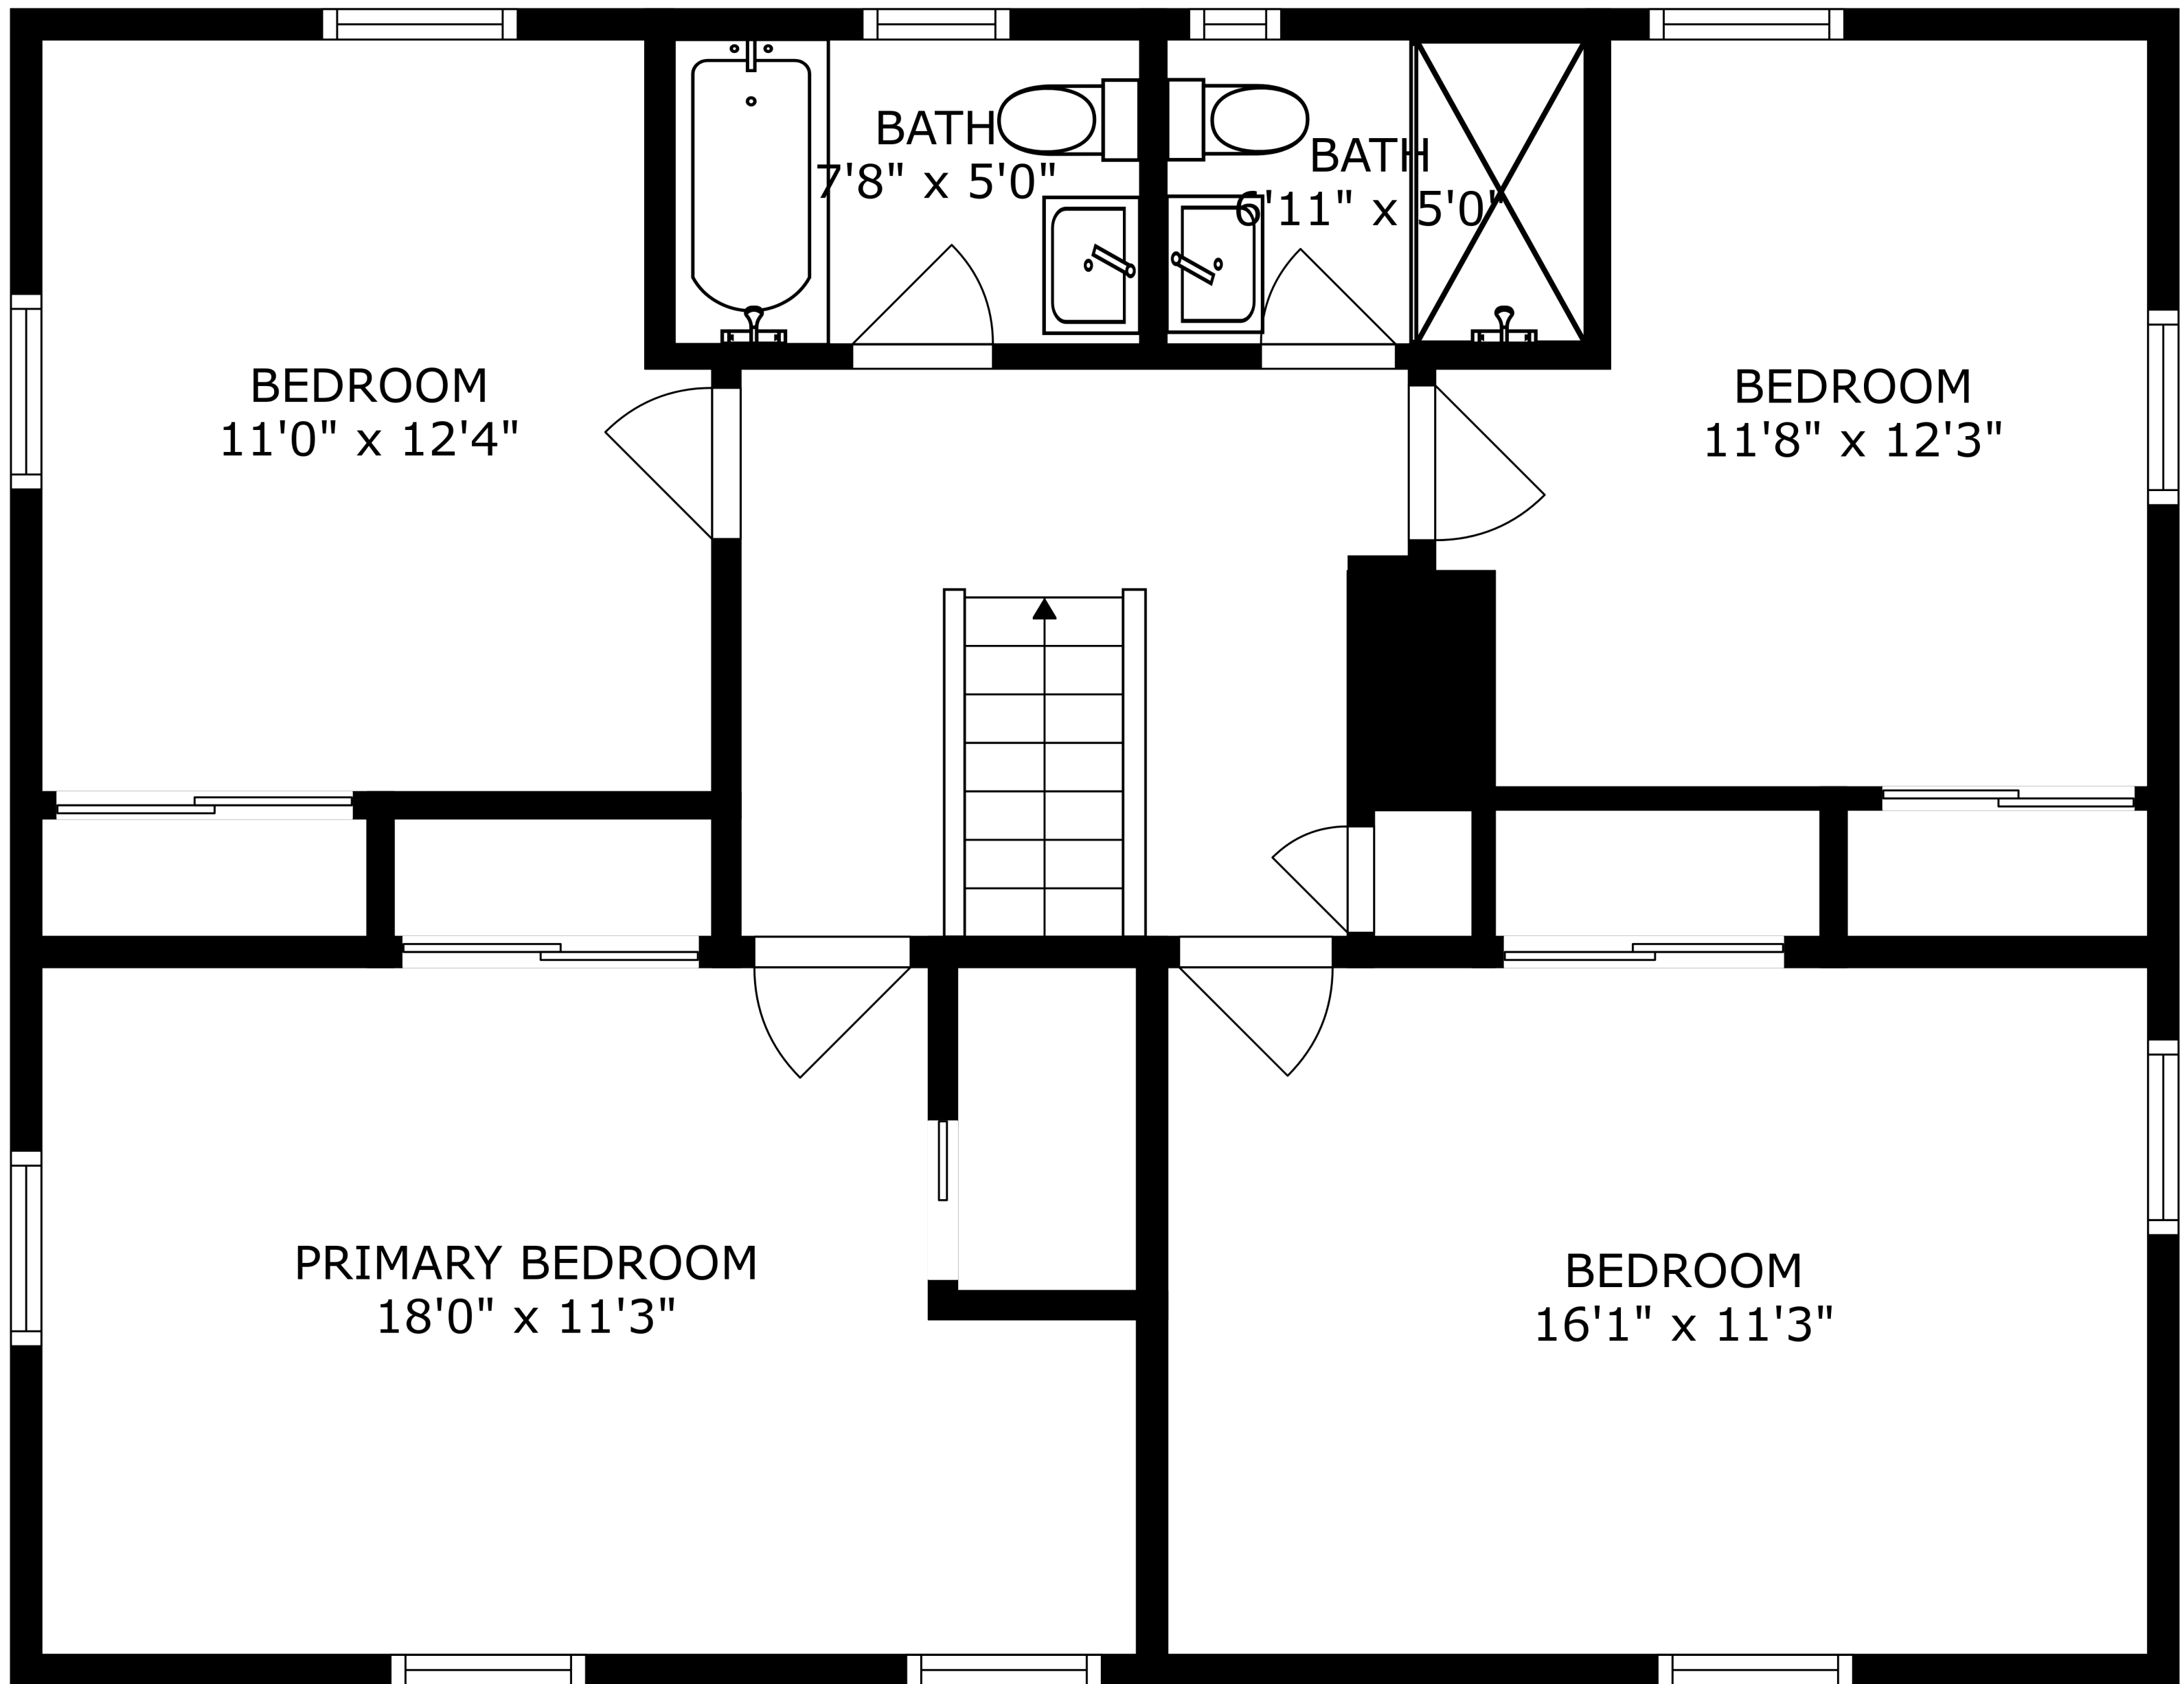 BATH
7'8" x 5'0"
BATH
6'11" x 5'0"
BEDROOM
11'0" x 12'4"
BEDROOM
11'8" x 12'3"
PRIMARY BEDROOM
18'0" x 11'3"
BEDROOM
16'1" x 11'3"